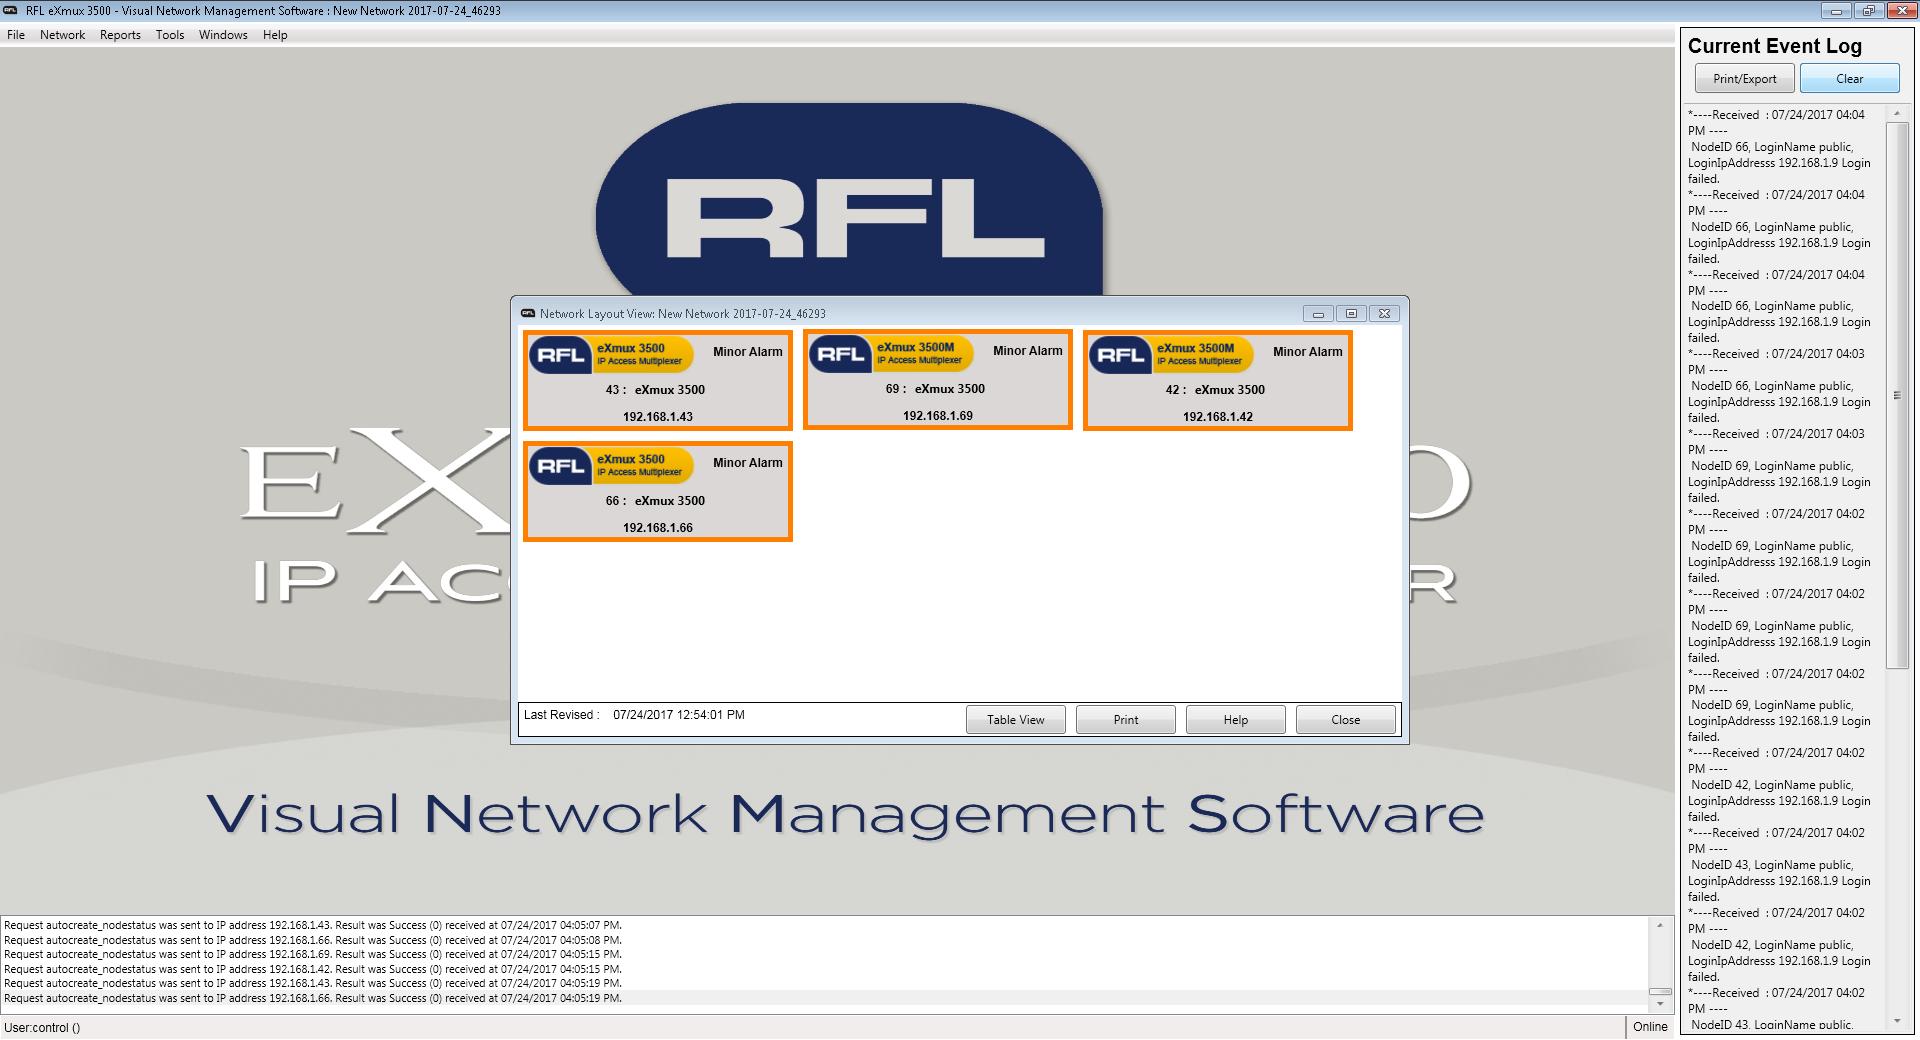 RFL eXmux 3500 - Visual Network Management Software : New Network 2017-07-24_46293
File Network Reports Tools Windows Help
RFL
EX
O
IP ACC
R
Visual Network Management Software
Network Layout View: New Network 2017-07-24_46293
RFL eXmux 3500 IP Access Multiplexer Minor Alarm
43 : eXmux 3500
192.168.1.43
RFL eXmux 3500M IP Access Multiplexer Minor Alarm
69 : eXmux 3500
192.168.1.69
RFL eXmux 3500M IP Access Multiplexer Minor Alarm
42 : eXmux 3500
192.168.1.42
RFL eXmux 3500 IP Access Multiplexer Minor Alarm
66 : eXmux 3500
192.168.1.66
Last Revised : 07/24/2017 12:54:01 PM
Table View Print Help Close
Request autocreate_nodestatus was sent to IP address 192.168.1.43. Result was Success (0) received at 07/24/2017 04:05:07 PM.
Request autocreate_nodestatus was sent to IP address 192.168.1.66. Result was Success (0) received at 07/24/2017 04:05:08 PM.
Request autocreate_nodestatus was sent to IP address 192.168.1.69. Result was Success (0) received at 07/24/2017 04:05:15 PM.
Request autocreate_nodestatus was sent to IP address 192.168.1.42. Result was Success (0) received at 07/24/2017 04:05:15 PM.
Request autocreate_nodestatus was sent to IP address 192.168.1.43. Result was Success (0) received at 07/24/2017 04:05:19 PM.
Request autocreate_nodestatus was sent to IP address 192.168.1.66. Result was Success (0) received at 07/24/2017 04:05:19 PM.
User:control ()
Online
Current Event Log
Print/Export Clear
*----Received : 07/24/2017 04:04
PM ----
NodeID 66, LoginName public,
LoginIpAddresss 192.168.1.9 Login
failed.
*----Received : 07/24/2017 04:04
PM ----
NodeID 66, LoginName public,
LoginIpAddresss 192.168.1.9 Login
failed.
*----Received : 07/24/2017 04:04
PM ----
NodeID 66, LoginName public,
LoginIpAddresss 192.168.1.9 Login
failed.
*----Received : 07/24/2017 04:03
PM ----
NodeID 66, LoginName public,
LoginIpAddresss 192.168.1.9 Login
failed.
*----Received : 07/24/2017 04:03
PM ----
NodeID 69, LoginName public,
LoginIpAddresss 192.168.1.9 Login
failed.
*----Received : 07/24/2017 04:02
PM ----
NodeID 69, LoginName public,
LoginIpAddresss 192.168.1.9 Login
failed.
*----Received : 07/24/2017 04:02
PM ----
NodeID 69, LoginName public,
LoginIpAddresss 192.168.1.9 Login
failed.
*----Received : 07/24/2017 04:02
PM ----
NodeID 69, LoginName public,
LoginIpAddresss 192.168.1.9 Login
failed.
*----Received : 07/24/2017 04:02
PM ----
NodeID 42, LoginName public,
LoginIpAddresss 192.168.1.9 Login
failed.
*----Received : 07/24/2017 04:02
PM ----
NodeID 43, LoginName public,
LoginIpAddresss 192.168.1.9 Login
failed.
*----Received : 07/24/2017 04:02
PM ----
NodeID 42, LoginName public,
LoginIpAddresss 192.168.1.9 Login
failed.
*----Received : 07/24/2017 04:02
PM ----
NodeID 43, LoginName public,